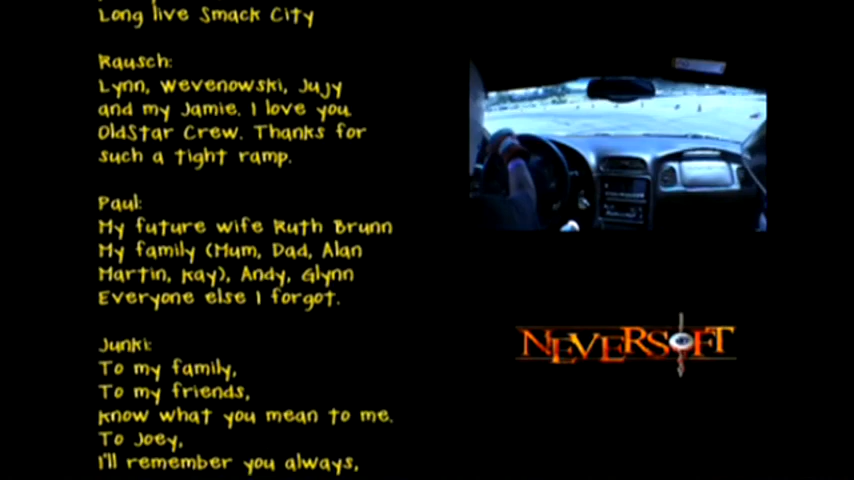 Long live Smack City
Rausch:
Lynn, Wevenowski, Jujy
and my Jamie. I love you.
OldStar Crew. Thanks for
such a tight ramp.
Paul:
My future wife Ruth Brunn
My family (Mum, Dad, Alan
Martin, Kay), Andy, Glynn
Everyone else I forgot.
Junki:
To my family,
To my friends,
Know what you mean to me.
To Joey,
I'll remember you always,
NEVERSOFT